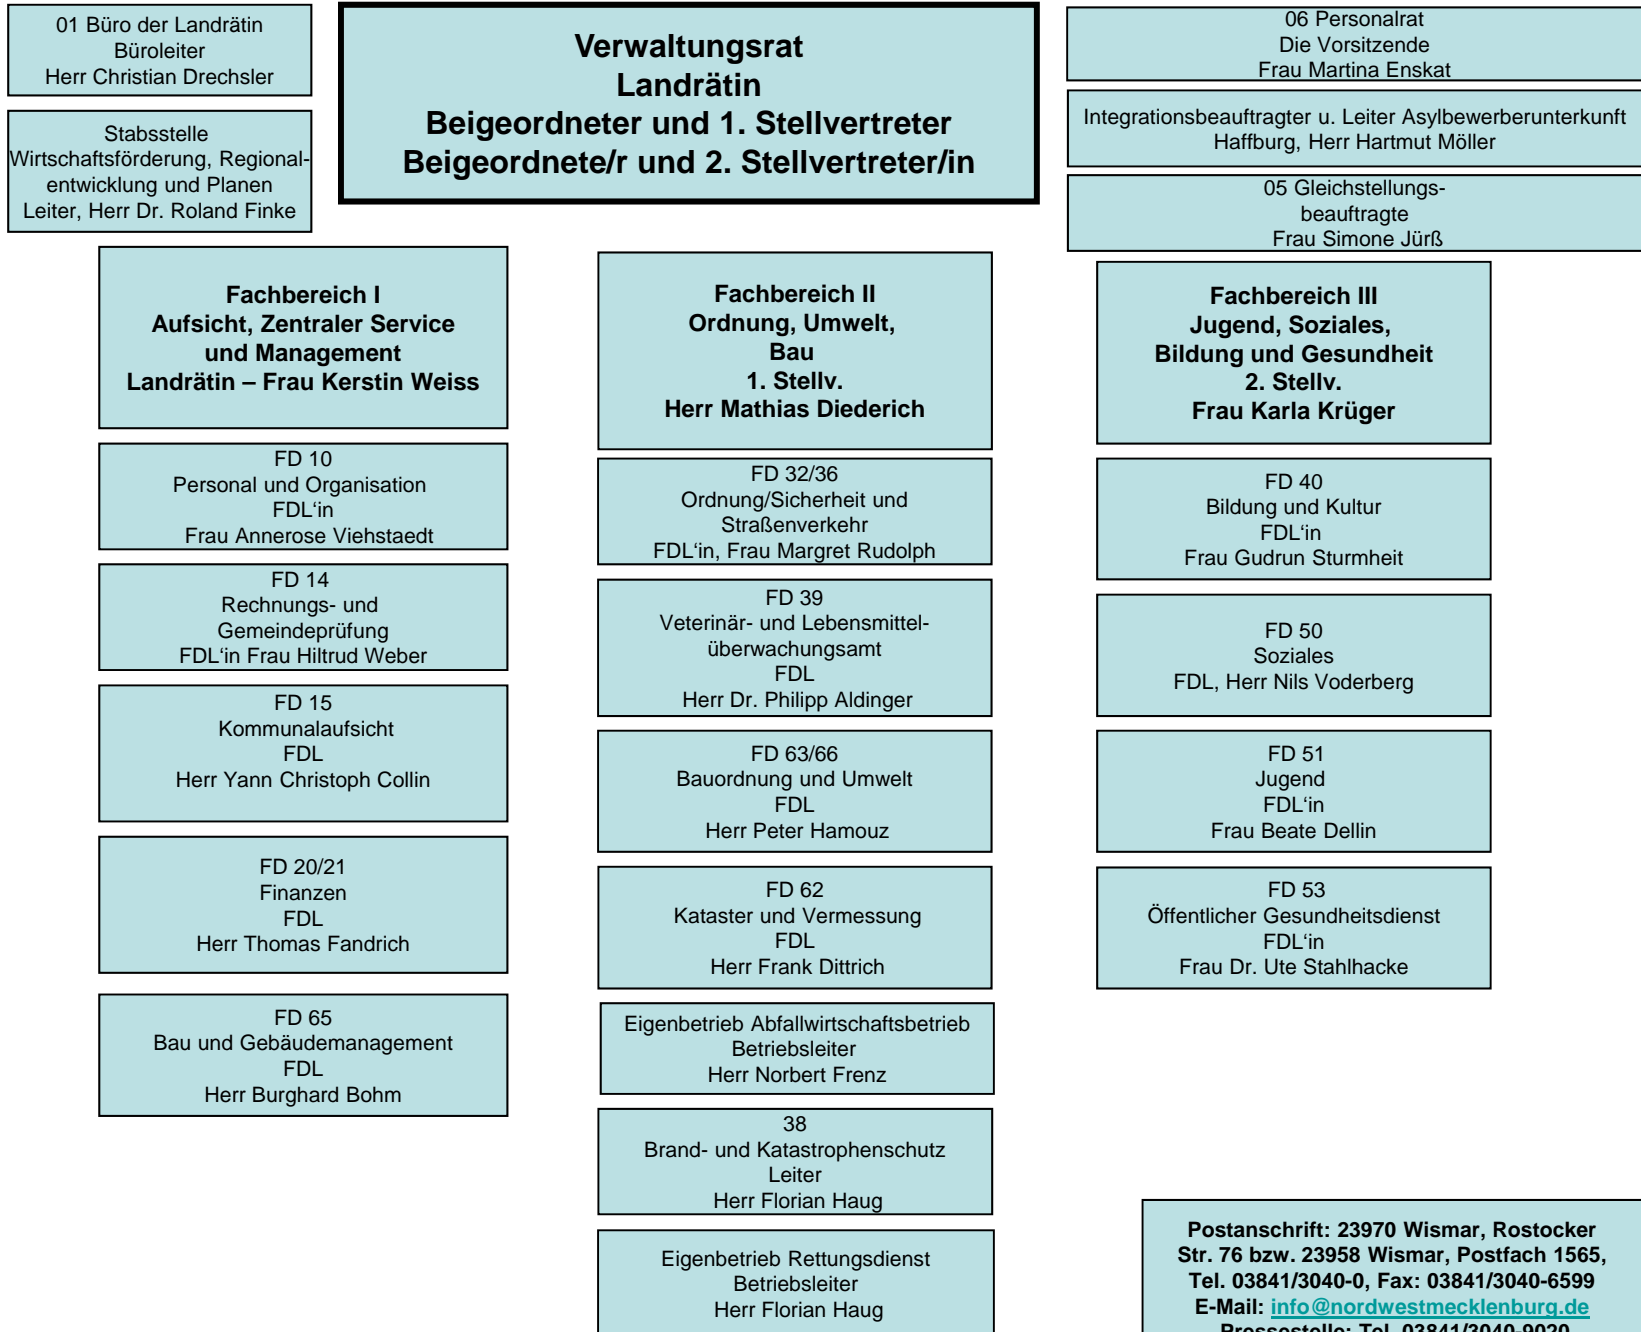 01 Büro der Landrätin
Büroleiter
Herr Christian Drechsler
Stabsstelle
Wirtschaftsförderung, Regional-
entwicklung und Planen
Leiter, Herr Dr. Roland Finke
Verwaltungsrat
Landrätin
Beigeordneter und 1. Stellvertreter
Beigeordnete/r und 2. Stellvertreter/in
06 Personalrat
Die Vorsitzende
Frau Martina Enskat
Integrationsbeauftragter u. Leiter Asylbewerberunterkunft
Haffburg, Herr Hartmut Möller
05 Gleichstellungs-
beauftragte
Frau Simone Jürß
Fachbereich I
Aufsicht, Zentraler Service
und Management
Landrätin – Frau Kerstin Weiss
FD 10
Personal und Organisation
FDL‘in
Frau Annerose Viehstaedt
FD 14
Rechnungs- und
Gemeindeprüfung
FDL‘in Frau Hiltrud Weber
FD 15
Kommunalaufsicht
FDL
Herr Yann Christoph Collin
FD 20/21
Finanzen
FDL
Herr Thomas Fandrich
FD 65
Bau und Gebäudemanagement
FDL
Herr Burghard Bohm
Fachbereich II
Ordnung, Umwelt,
Bau
1. Stellv.
Herr Mathias Diederich
FD 32/36
Ordnung/Sicherheit und
Straßenverkehr
FDL‘in, Frau Margret Rudolph
FD 39
Veterinär- und Lebensmittel-
überwachungsamt
FDL
Herr Dr. Philipp Aldinger
FD 63/66
Bauordnung und Umwelt
FDL
Herr Peter Hamouz
FD 62
Kataster und Vermessung
FDL
Herr Frank Dittrich
Eigenbetrieb Abfallwirtschaftsbetrieb
Betriebsleiter
Herr Norbert Frenz
38
Brand- und Katastrophenschutz
Leiter
Herr Florian Haug
Eigenbetrieb Rettungsdienst
Betriebsleiter
Herr Florian Haug
Fachbereich III
Jugend, Soziales,
Bildung und Gesundheit
2. Stellv.
Frau Karla Krüger
FD 40
Bildung und Kultur
FDL‘in
Frau Gudrun Sturmheit
FD 50
Soziales
FDL, Herr Nils Voderberg
FD 51
Jugend
FDL‘in
Frau Beate Dellin
FD 53
Öffentlicher Gesundheitsdienst
FDL‘in
Frau Dr. Ute Stahlhacke
Postanschrift: 23970 Wismar, Rostocker
Str. 76 bzw. 23958 Wismar, Postfach 1565,
Tel. 03841/3040-0, Fax: 03841/3040-6599
E-Mail: info@nordwestmecklenburg.de
Pressestelle: Tel. 03841/3040-9020